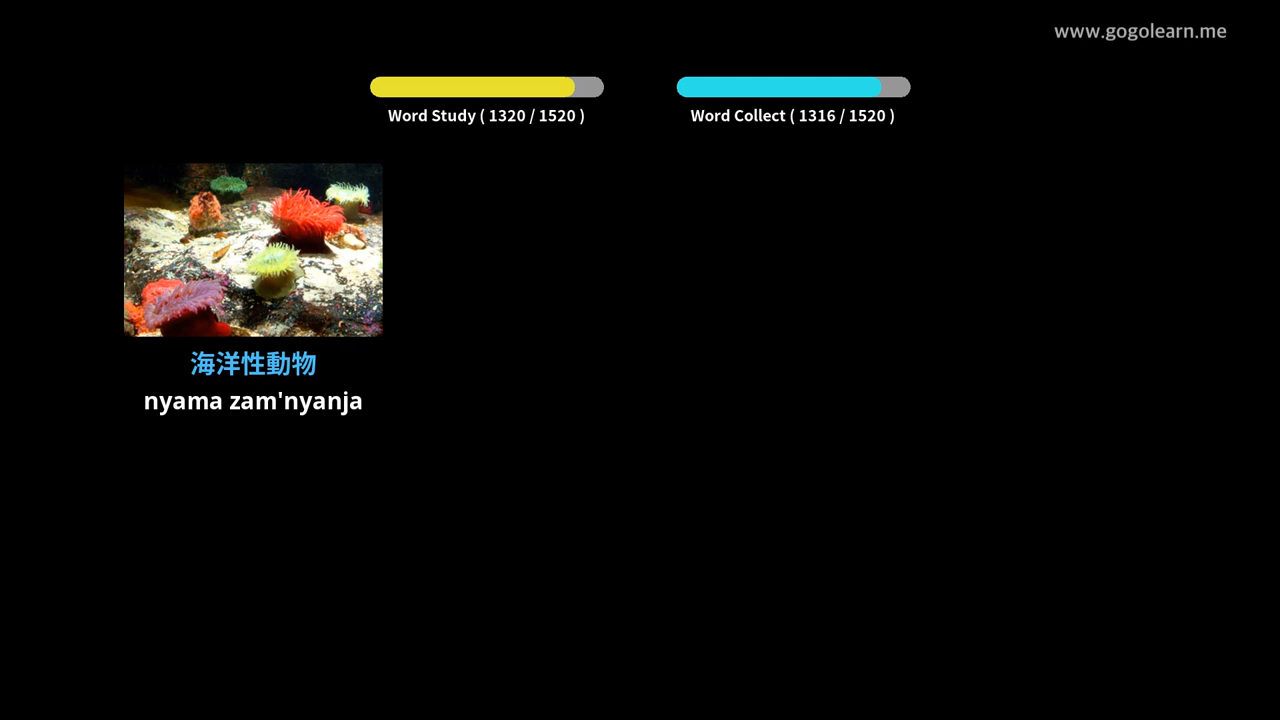 www.gogolearn.me
Word Study ( 1320 / 1520 )
Word Collect ( 1316 / 1520 )
海洋性動物
nyama zam'nyanja